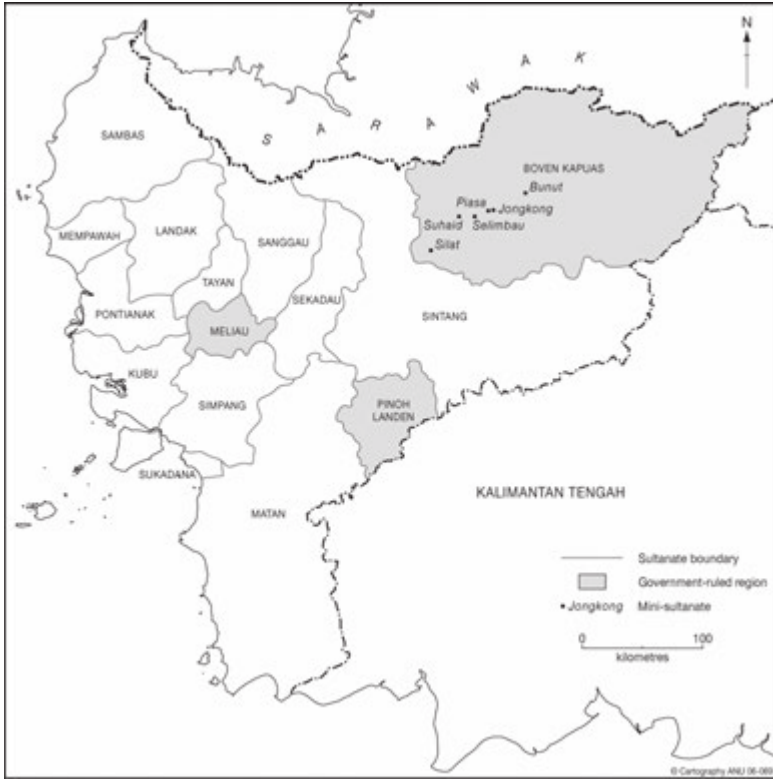 N
SARAWAK
SAMBAS
BOVEN KAPUAS
Bunut
Piasa
Jongkong
Suhaid
Selimbau
Silat
MEMPAWAH
LANDAK
SANGGAU
TAYAN
SEKADAU
PONTIANAK
MELIAU
SINTANG
KUBU
SIMPANG
PINOH
LANDEN
SUKADANA
MATAN
KALIMANTAN TENGAH
Sultanate boundary
Government-ruled region
Jongkong Mini-sultanate
0 100
kilometres
© Cartography ANU 06-069